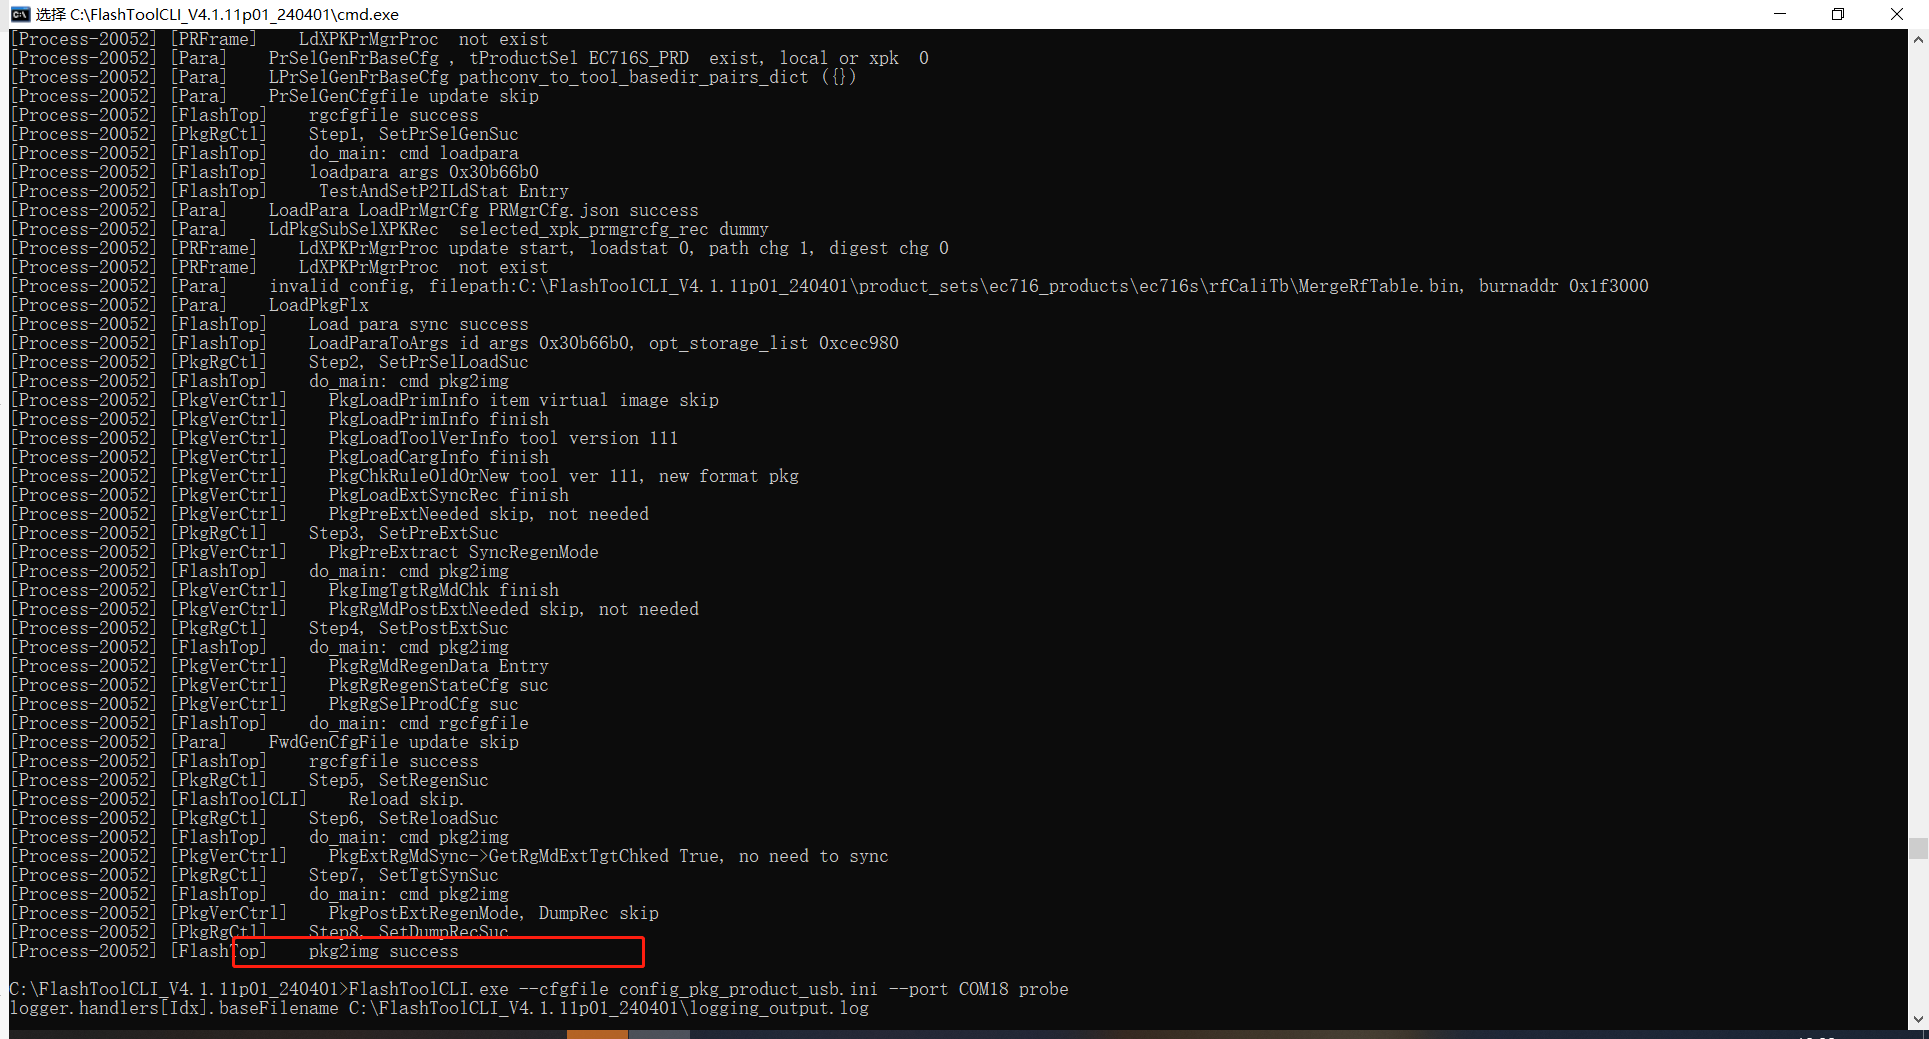 选择 C:\FlashToolCLI_V4.1.11p01_240401\cmd.exe
[Process-20052] [PRFrame]    LdXPKPrMgrProc  not exist
[Process-20052] [Para]    PrSelGenFrBaseCfg , tProductSel EC716S_PRD  exist, local or xpk  0
[Process-20052] [Para]    LPrSelGenFrBaseCfg pathconv_to_tool_basedir_pairs_dict ({})
[Process-20052] [Para]    PrSelGenCfgfile update skip
[Process-20052] [FlashTop]    rgcfgfile success
[Process-20052] [PkgRgCtl]    Step1, SetPrSelGenSuc
[Process-20052] [FlashTop]    do_main: cmd loadpara
[Process-20052] [FlashTop]    loadpara args 0x30b66b0
[Process-20052] [FlashTop]     TestAndSetP2ILdStat Entry
[Process-20052] [Para]    LoadPara LoadPrMgrCfg PRMgrCfg.json success
[Process-20052] [Para]    LdPkgSubSelXPKRec  selected_xpk_prmgrcfg_rec dummy
[Process-20052] [PRFrame]    LdXPKPrMgrProc update start, loadstat 0, path chg 1, digest chg 0
[Process-20052] [PRFrame]    LdXPKPrMgrProc  not exist
[Process-20052] [Para]    invalid config, filepath:C:\FlashToolCLI_V4.1.11p01_240401\product_sets\ec716_products\ec716s\rfCaliTb\MergeRfTable.bin, burnaddr 0x1f3000
[Process-20052] [Para]    LoadPkgFlx
[Process-20052] [FlashTop]    Load para sync success
[Process-20052] [FlashTop]    LoadParaToArgs id args 0x30b66b0, opt_storage_list 0xcec980
[Process-20052] [PkgRgCtl]    Step2, SetPrSelLoadSuc
[Process-20052] [FlashTop]    do_main: cmd pkg2img
[Process-20052] [PkgVerCtrl]    PkgLoadPrimInfo item virtual image skip
[Process-20052] [PkgVerCtrl]    PkgLoadPrimInfo finish
[Process-20052] [PkgVerCtrl]    PkgLoadToolVerInfo tool version 111
[Process-20052] [PkgVerCtrl]    PkgLoadCargInfo finish
[Process-20052] [PkgVerCtrl]    PkgChkRuleOldOrNew tool ver 111, new format pkg
[Process-20052] [PkgVerCtrl]    PkgLoadExtSyncRec finish
[Process-20052] [PkgVerCtrl]    PkgPreExtNeeded skip, not needed
[Process-20052] [PkgRgCtl]    Step3, SetPreExtSuc
[Process-20052] [PkgVerCtrl]    PkgPreExtract SyncRegenMode
[Process-20052] [FlashTop]    do_main: cmd pkg2img
[Process-20052] [PkgVerCtrl]    PkgImgTgtRgMdChk finish
[Process-20052] [PkgVerCtrl]    PkgRgMdPostExtNeeded skip, not needed
[Process-20052] [PkgRgCtl]    Step4, SetPostExtSuc
[Process-20052] [FlashTop]    do_main: cmd pkg2img
[Process-20052] [PkgVerCtrl]    PkgRgMdRegenData Entry
[Process-20052] [PkgVerCtrl]    PkgRgRegenStateCfg suc
[Process-20052] [PkgVerCtrl]    PkgRgSelProdCfg suc
[Process-20052] [FlashTop]    do_main: cmd rgcfgfile
[Process-20052] [Para]    FwdGenCfgFile update skip
[Process-20052] [FlashTop]    rgcfgfile success
[Process-20052] [PkgRgCtl]    Step5, SetRegenSuc
[Process-20052] [FlashToolCLI]    Reload skip.
[Process-20052] [PkgRgCtl]    Step6, SetReloadSuc
[Process-20052] [FlashTop]    do_main: cmd pkg2img
[Process-20052] [PkgVerCtrl]    PkgExtRgMdSync->GetRgMdExtTgtChked True, no need to sync
[Process-20052] [PkgRgCtl]    Step7, SetTgtSynSuc
[Process-20052] [FlashTop]    do_main: cmd pkg2img
[Process-20052] [PkgVerCtrl]    PkgPostExtRegenMode, DumpRec skip
[Process-20052] [PkgRgCtl]    Step8, SetDumpRecSuc
[Process-20052] [FlashTop]    pkg2img success
C:\FlashToolCLI_V4.1.11p01_240401>FlashToolCLI.exe --cfgfile config_pkg_product_usb.ini --port COM18 probe
logger.handlers[Idx].baseFilename C:\FlashToolCLI_V4.1.11p01_240401\logging_output.log